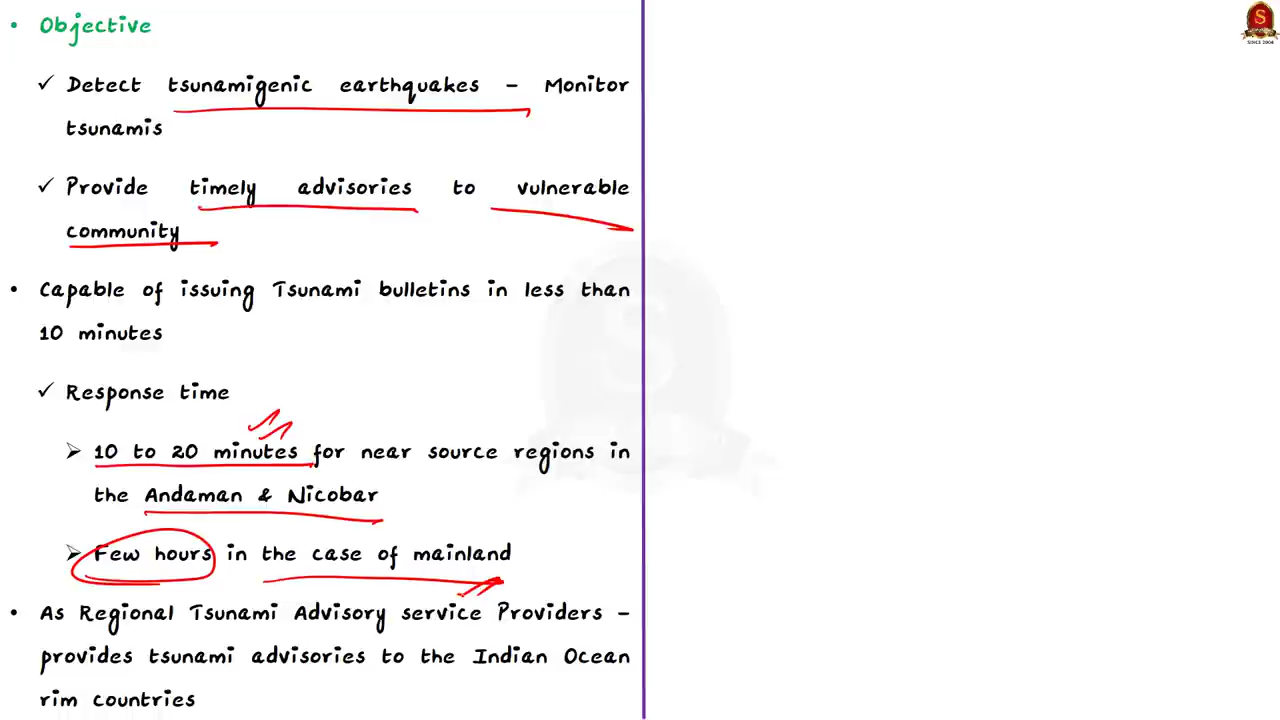 • Objective
✓ Detect tsunamigenic earthquakes – Monitor
tsunamis
✓ Provide timely advisories to vulnerable
community
• Capable of issuing Tsunami bulletins in less than
10 minutes
✓ Response time
➢ 10 to 20 minutes for near source regions in
the Andaman & Nicobar
➢ Few hours in the case of mainland
• As Regional Tsunami Advisory service Providers –
provides tsunami advisories to the Indian Ocean
rim countries
S
SINCE 2004
S